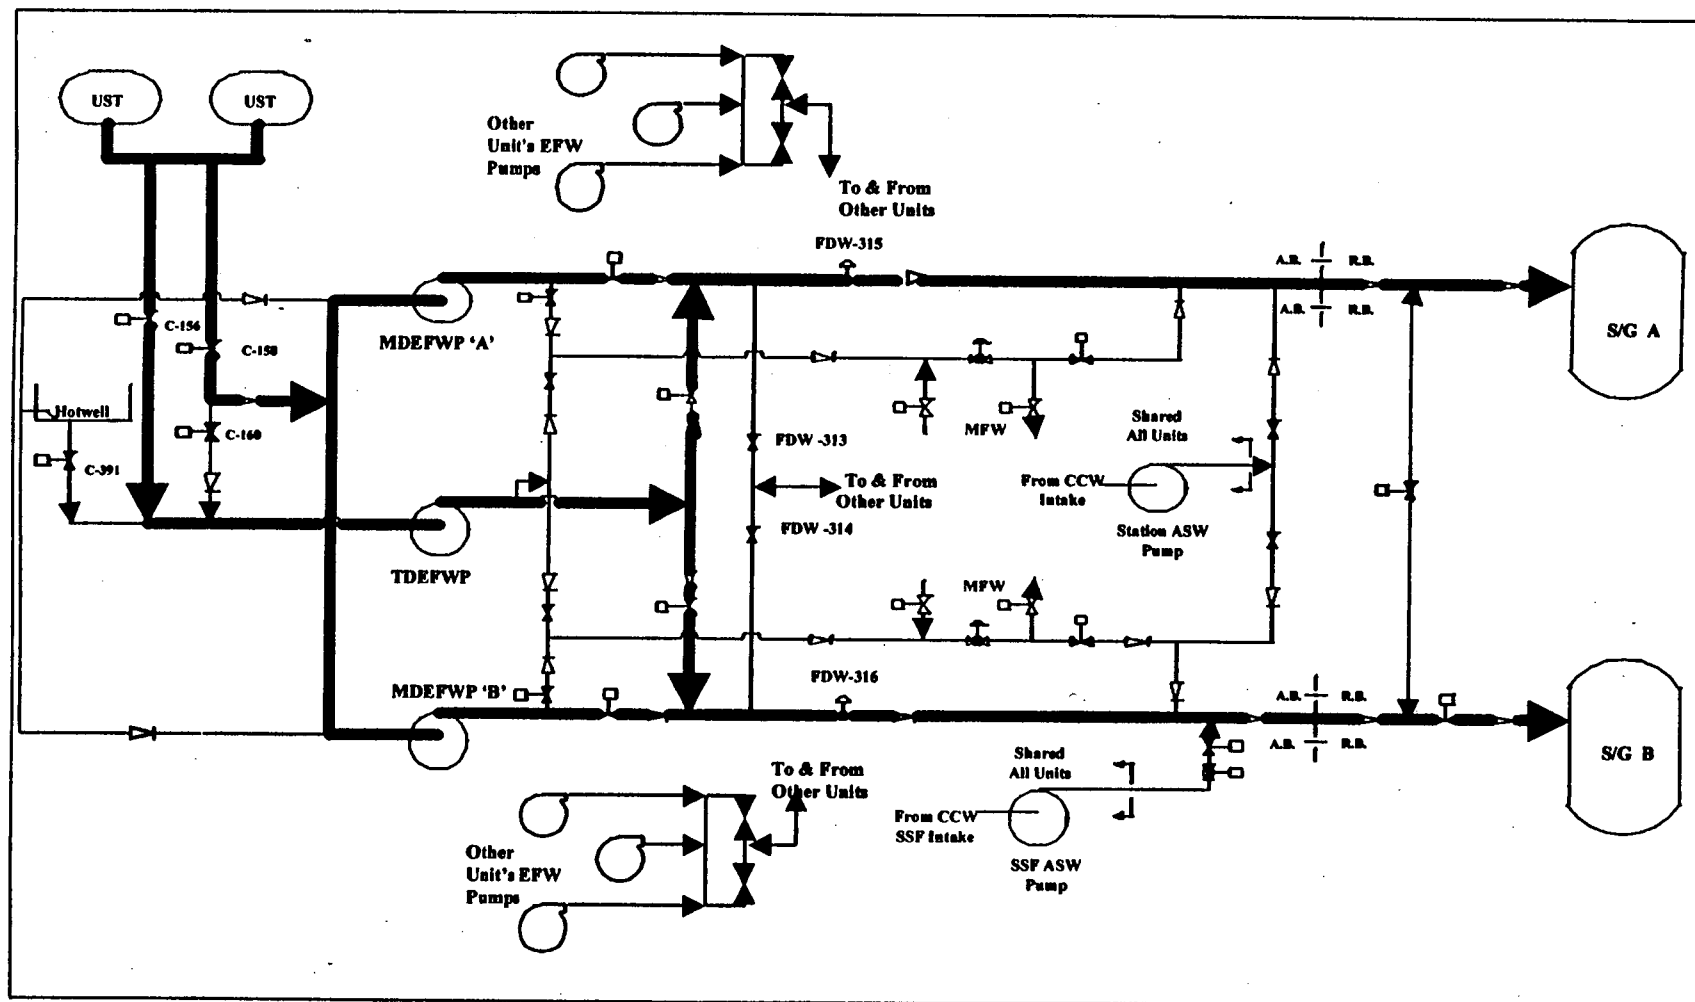 UST
UST
Other
Unit's EFW
Pumps
To & From
Other Units
FDW-315
A.B.
R.B.
A.B.
R.B.
S/G A
C-156
C-158
MDEFWP 'A'
Hotwell
C-160
C-391
MFW
Shared
All Units
FDW -313
To & From
Other Units
From CCW
Intake
Station ASW
Pump
FDW -314
TDEFWP
MFW
MDEFWP 'B'
FDW-316
A.B.
R.B.
A.B.
R.B.
S/G B
Shared
All Units
To & From
Other Units
From CCW
SSF Intake
SSF ASW
Pump
Other
Unit's EFW
Pumps